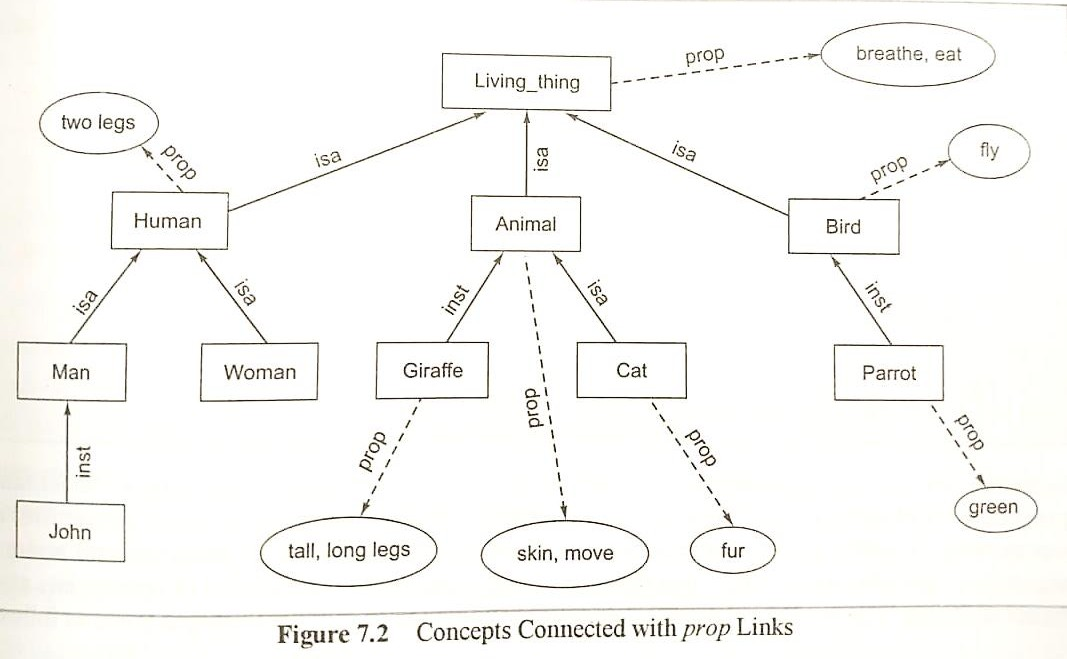 breathe, eat
prop
Living_thing
two legs
prop
isa
isa
isa
prop
fly
Human
Animal
Bird
isa
isa
inst
isa
inst
Man
Woman
Giraffe
Cat
Parrot
prop
prop
prop
prop
inst
green
John
tall, long legs
skin, move
fur
Figure 7.2 Concepts Connected with prop Links